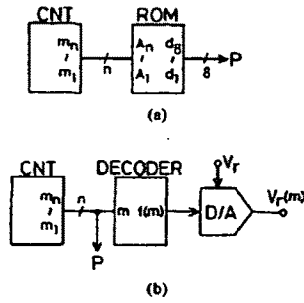 CNT ROM
mn An d8
n 8 P
m1 A1 d1
(a)
CNT DECODER Vr
mn n m f(m) D/A Vr(m)
m1
P
(b)